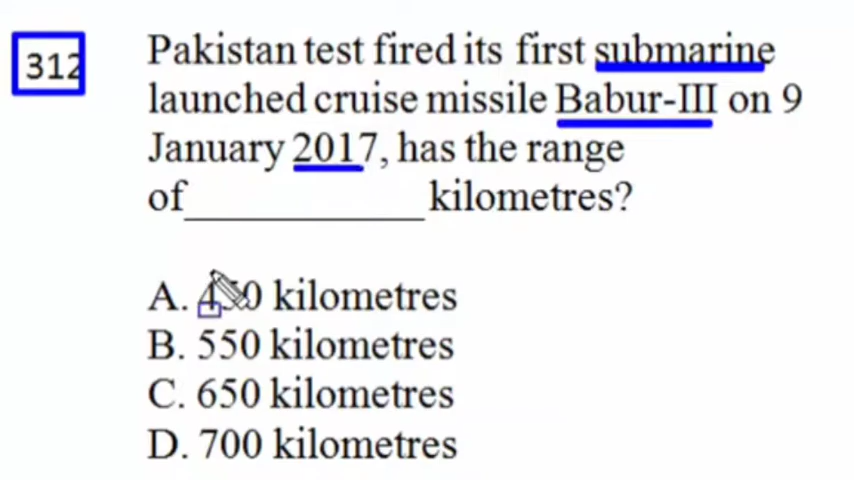 312
Pakistan test fired its first submarine
launched cruise missile Babur-III on 9
January 2017, has the range
of____________kilometres?
A. 450 kilometres
B. 550 kilometres
C. 650 kilometres
D. 700 kilometres